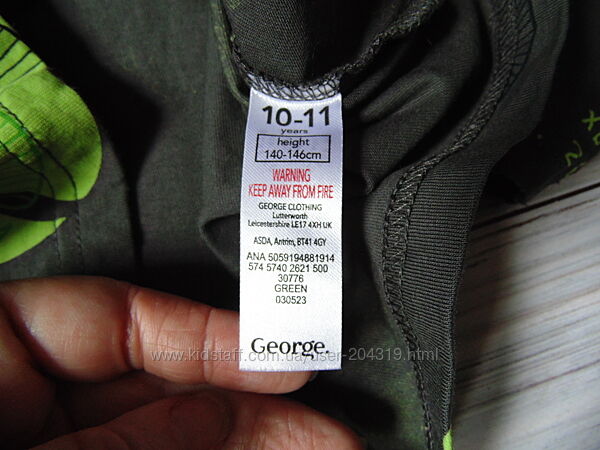 10-11
years
height
140-146cm
WARNING
KEEP AWAY FROM FIRE
GEORGE CLOTHING
Lutterworth
Leicestershire LE17 4XH UK
ASDA, Antrim, BT41 4GY
ANA 5059194881914
574 5740 2621 500
30776
GREEN
030523
www.kidstaff.com.ua/user-204319.html
George.